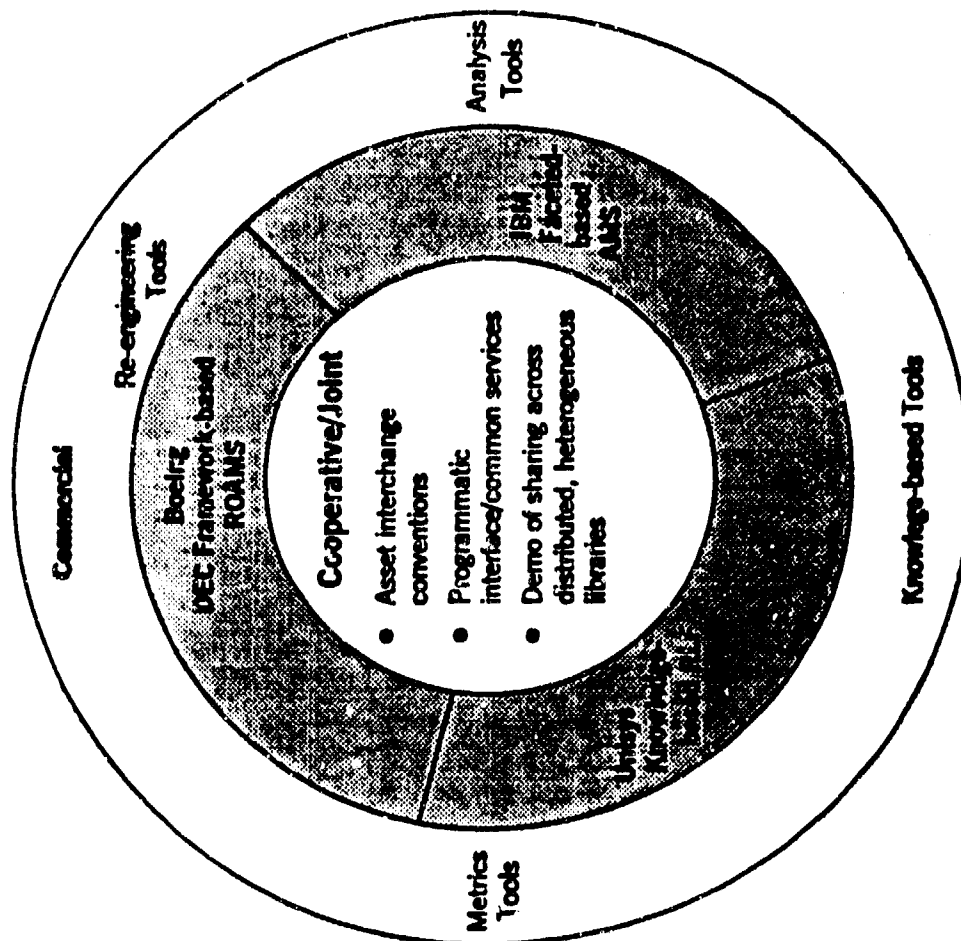 Commercial
Re-engineering
Tools
Analysis
Tools
Boeing
DEC Framework-based
ROAMS
IBM
Faceted-
based
AMS
Cooperative/Joint
● Asset interchange
conventions
● Programmatic
interface/common services
● Demo of sharing across
distributed, heterogeneous
libraries
Unisys
Knowledge-
based
Metrics
Tools
Knowledge-based Tools